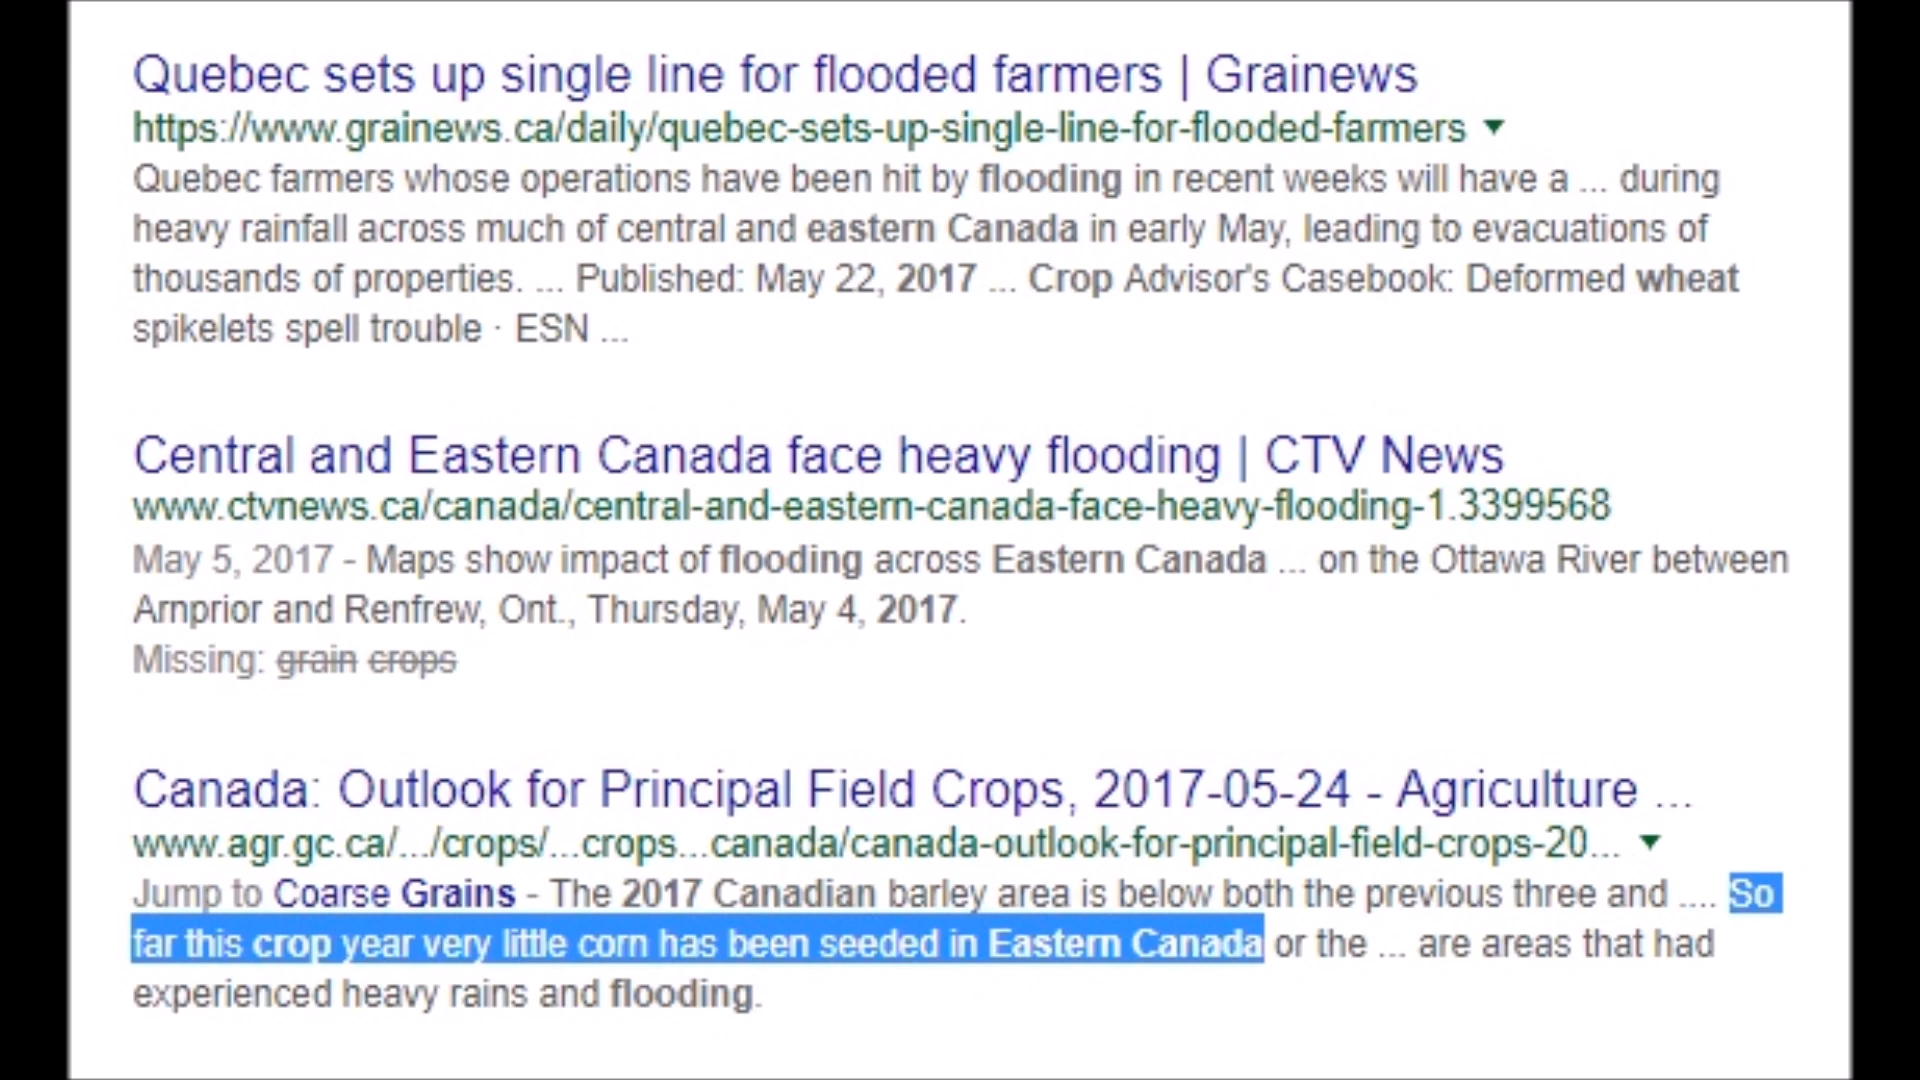 Quebec sets up single line for flooded farmers | Grainews
https://www.grainews.ca/daily/quebec-sets-up-single-line-for-flooded-farmers ▼
Quebec farmers whose operations have been hit by flooding in recent weeks will have a ... during
heavy rainfall across much of central and eastern Canada in early May, leading to evacuations of
thousands of properties. ... Published: May 22, 2017 ... Crop Advisor's Casebook: Deformed wheat
spikelets spell trouble · ESN ...
Central and Eastern Canada face heavy flooding | CTV News
www.ctvnews.ca/canada/central-and-eastern-canada-face-heavy-flooding-1.3399568
May 5, 2017 - Maps show impact of flooding across Eastern Canada ... on the Ottawa River between
Arnprior and Renfrew, Ont., Thursday, May 4, 2017.
Missing: grain crops
Canada: Outlook for Principal Field Crops, 2017-05-24 - Agriculture ...
www.agr.gc.ca/.../crops/...crops...canada/canada-outlook-for-principal-field-crops-20... ▼
Jump to Coarse Grains - The 2017 Canadian barley area is below both the previous three and .... So
far this crop year very little corn has been seeded in Eastern Canada or the ... are areas that had
experienced heavy rains and flooding.